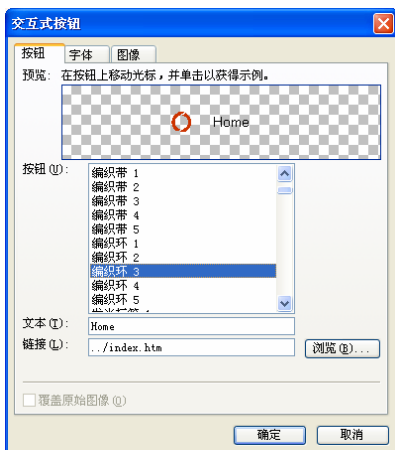 交互式按钮
按钮 字体 图像
预览: 在按钮上移动光标，并单击以获得示例。
Home
按钮(U):
编织带 1
编织带 2
编织带 3
编织带 4
编织带 5
编织环 1
编织环 2
编织环 3
编织环 4
编织环 5
文本(T): Home
链接(L): ../index.htm 浏览(B)...
覆盖原始图像(O)
确定 取消